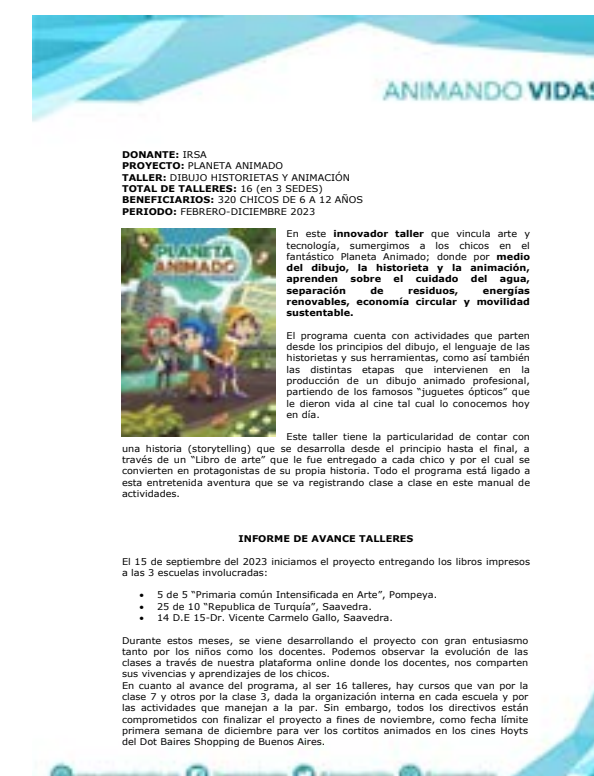 ANIMANDO VIDAS
DONANTE: IRSA
PROYECTO: PLANETA ANIMADO
TALLER: DIBUJO HISTORIETAS Y ANIMACIÓN
TOTAL DE TALLERES: 16 (en 3 SEDES)
BENEFICIARIOS: 320 CHICOS DE 6 A 12 AÑOS
PERIODO: FEBRERO-DICIEMBRE 2023
PLANETA
ANIMADO
En este innovador taller que vincula arte y
tecnología, sumergimos a los chicos en el
fantástico Planeta Animado; donde por medio
del dibujo, la historieta y la animación,
aprenden sobre el cuidado del agua,
separación de residuos, energías
renovables, economía circular y movilidad
sustentable.
El programa cuenta con actividades que parten
desde los principios del dibujo, el lenguaje de las
historietas y sus herramientas, como así también
las distintas etapas que intervienen en la
producción de un dibujo animado profesional,
partiendo de los famosos “juguetes ópticos” que
le dieron vida al cine tal cual lo conocemos hoy
en día.
Este taller tiene la particularidad de contar con
una historia (storytelling) que se desarrolla desde el principio hasta el final, a
través de un “Libro de arte” que le fue entregado a cada chico y por el cual se
convierten en protagonistas de su propia historia. Todo el programa está ligado a
esta entretenida aventura que se va registrando clase a clase en este manual de
actividades.
INFORME DE AVANCE TALLERES
El 15 de septiembre del 2023 iniciamos el proyecto entregando los libros impresos
a las 3 escuelas involucradas:
• 5 de 5 “Primaria común Intensificada en Arte”, Pompeya.
• 25 de 10 “Republica de Turquía”, Saavedra.
• 14 D.E 15-Dr. Vicente Carmelo Gallo, Saavedra.
Durante estos meses, se viene desarrollando el proyecto con gran entusiasmo
tanto por los niños como los docentes. Podemos observar la evolución de las
clases a través de nuestra plataforma online donde los docentes, nos comparten
sus vivencias y aprendizajes de los chicos.
En cuanto al avance del programa, al ser 16 talleres, hay cursos que van por la
clase 7 y otros por la clase 3, dada la organización interna en cada escuela y por
las actividades que manejan a la par. Sin embargo, todos los directivos están
comprometidos con finalizar el proyecto a fines de noviembre, como fecha límite
primera semana de diciembre para ver los cortitos animados en los cines Hoyts
del Dot Baires Shopping de Buenos Aires.